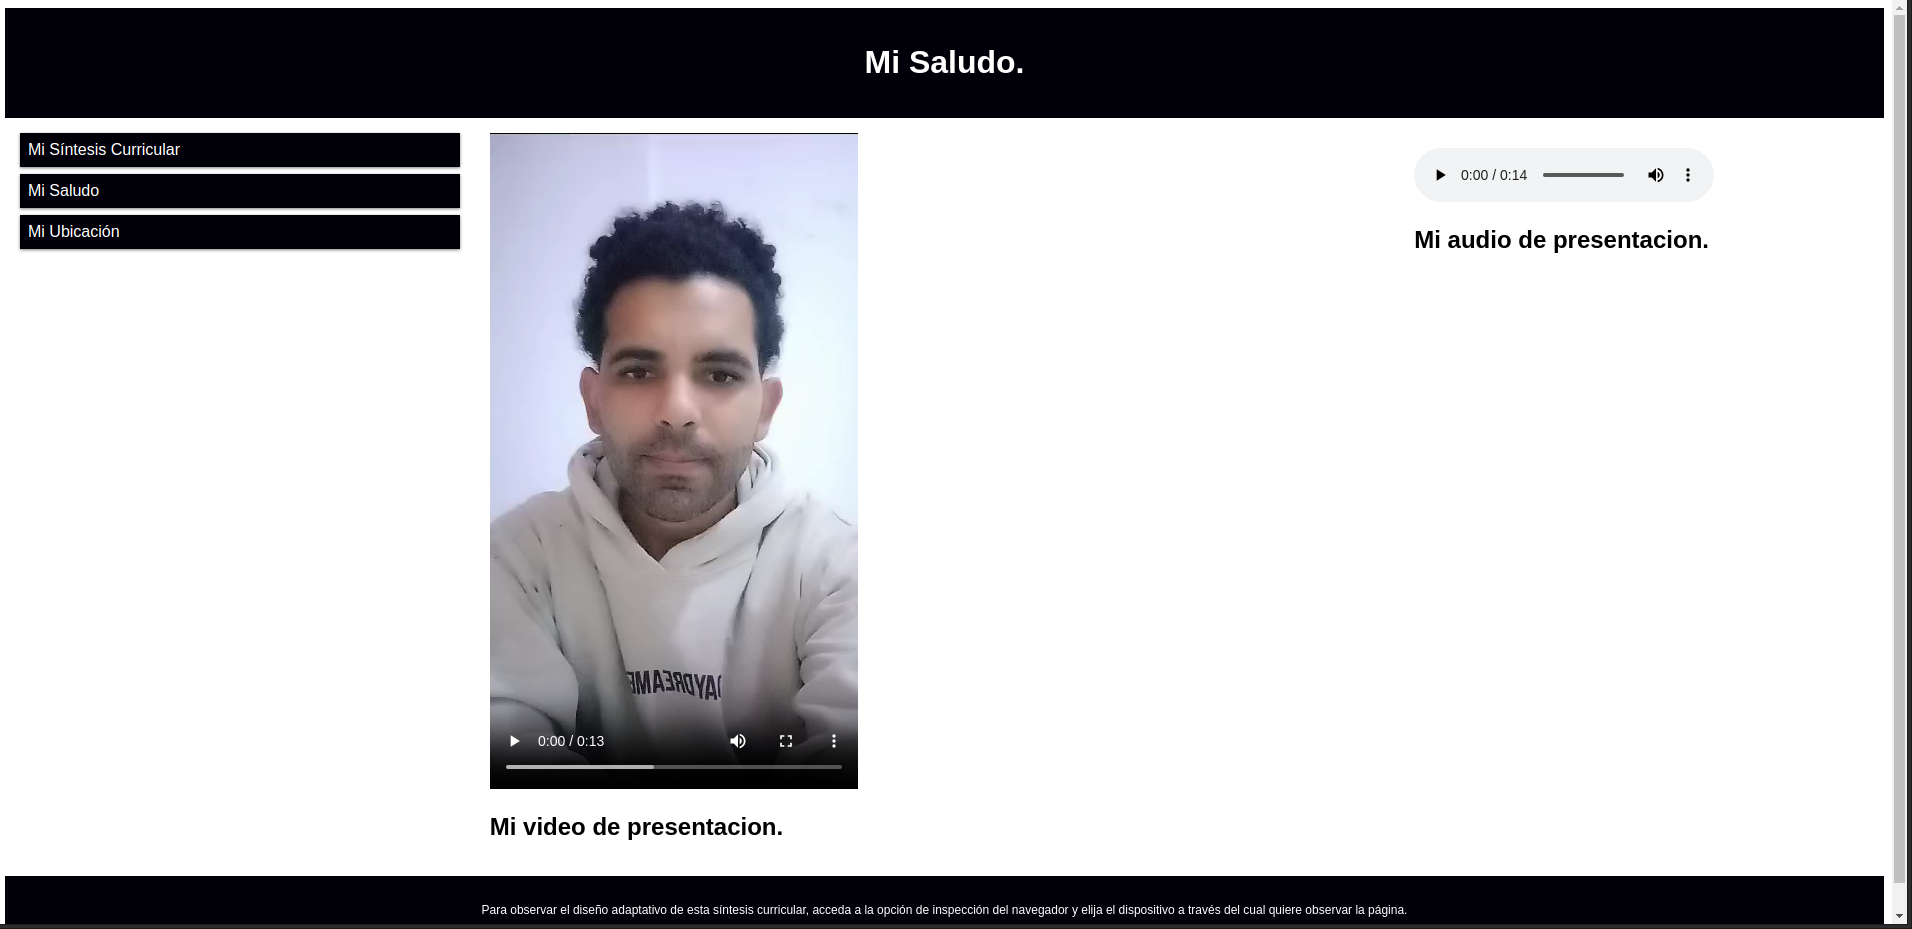 Mi Saludo.
Mi Síntesis Curricular
Mi Saludo
Mi Ubicación
0:00 / 0:14
Mi audio de presentacion.
DAYDREAME
0:00 / 0:13
Mi video de presentacion.
Para observar el diseño adaptativo de esta síntesis curricular, acceda a la opción de inspección del navegador y elija el dispositivo a través del cual quiere observar la página.